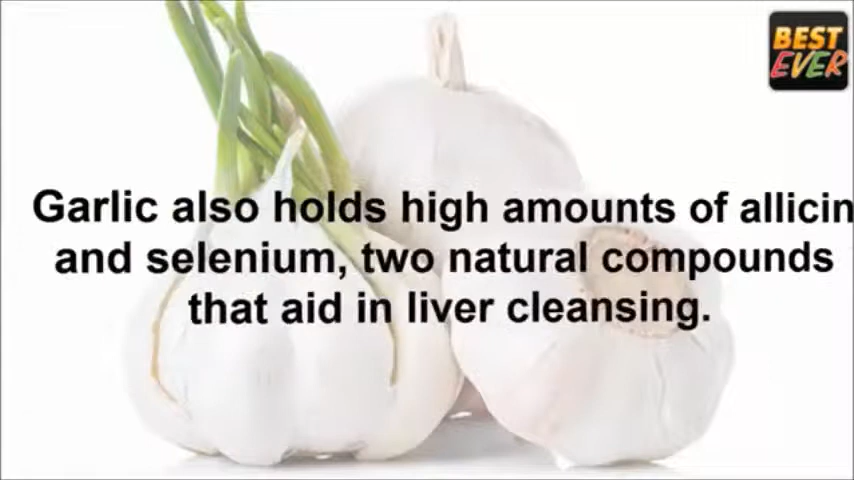 BEST
EVER
Garlic also holds high amounts of allicin
and selenium, two natural compounds
that aid in liver cleansing.